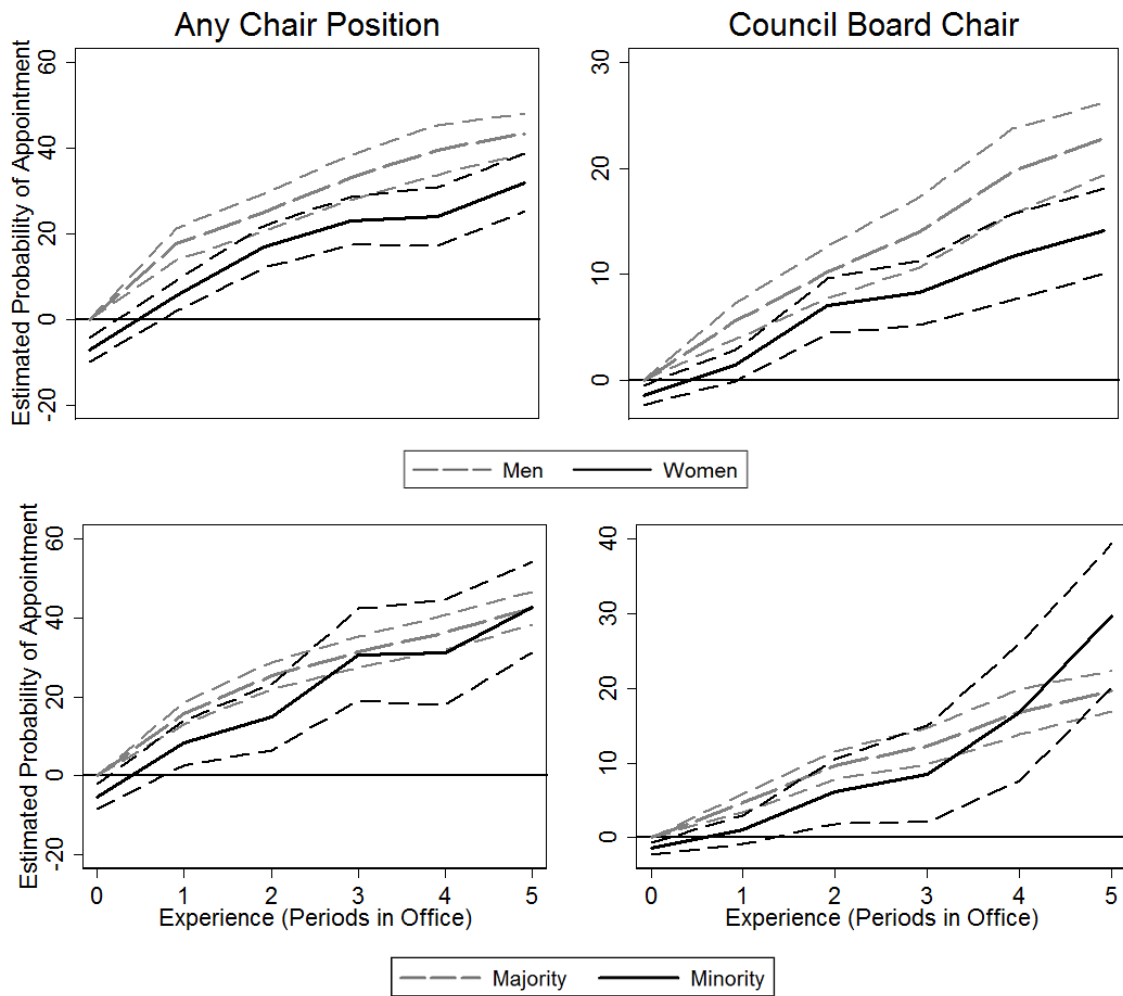 Any Chair Position
Council Board Chair
Estimated Probability of Appointment
60
40
20
0
-20
30
20
10
0
Men
Women
Estimated Probability of Appointment
60
40
20
0
-20
0 1 2 3 4 5
Experience (Periods in Office)
40
30
20
10
0
0 1 2 3 4 5
Experience (Periods in Office)
Majority
Minority